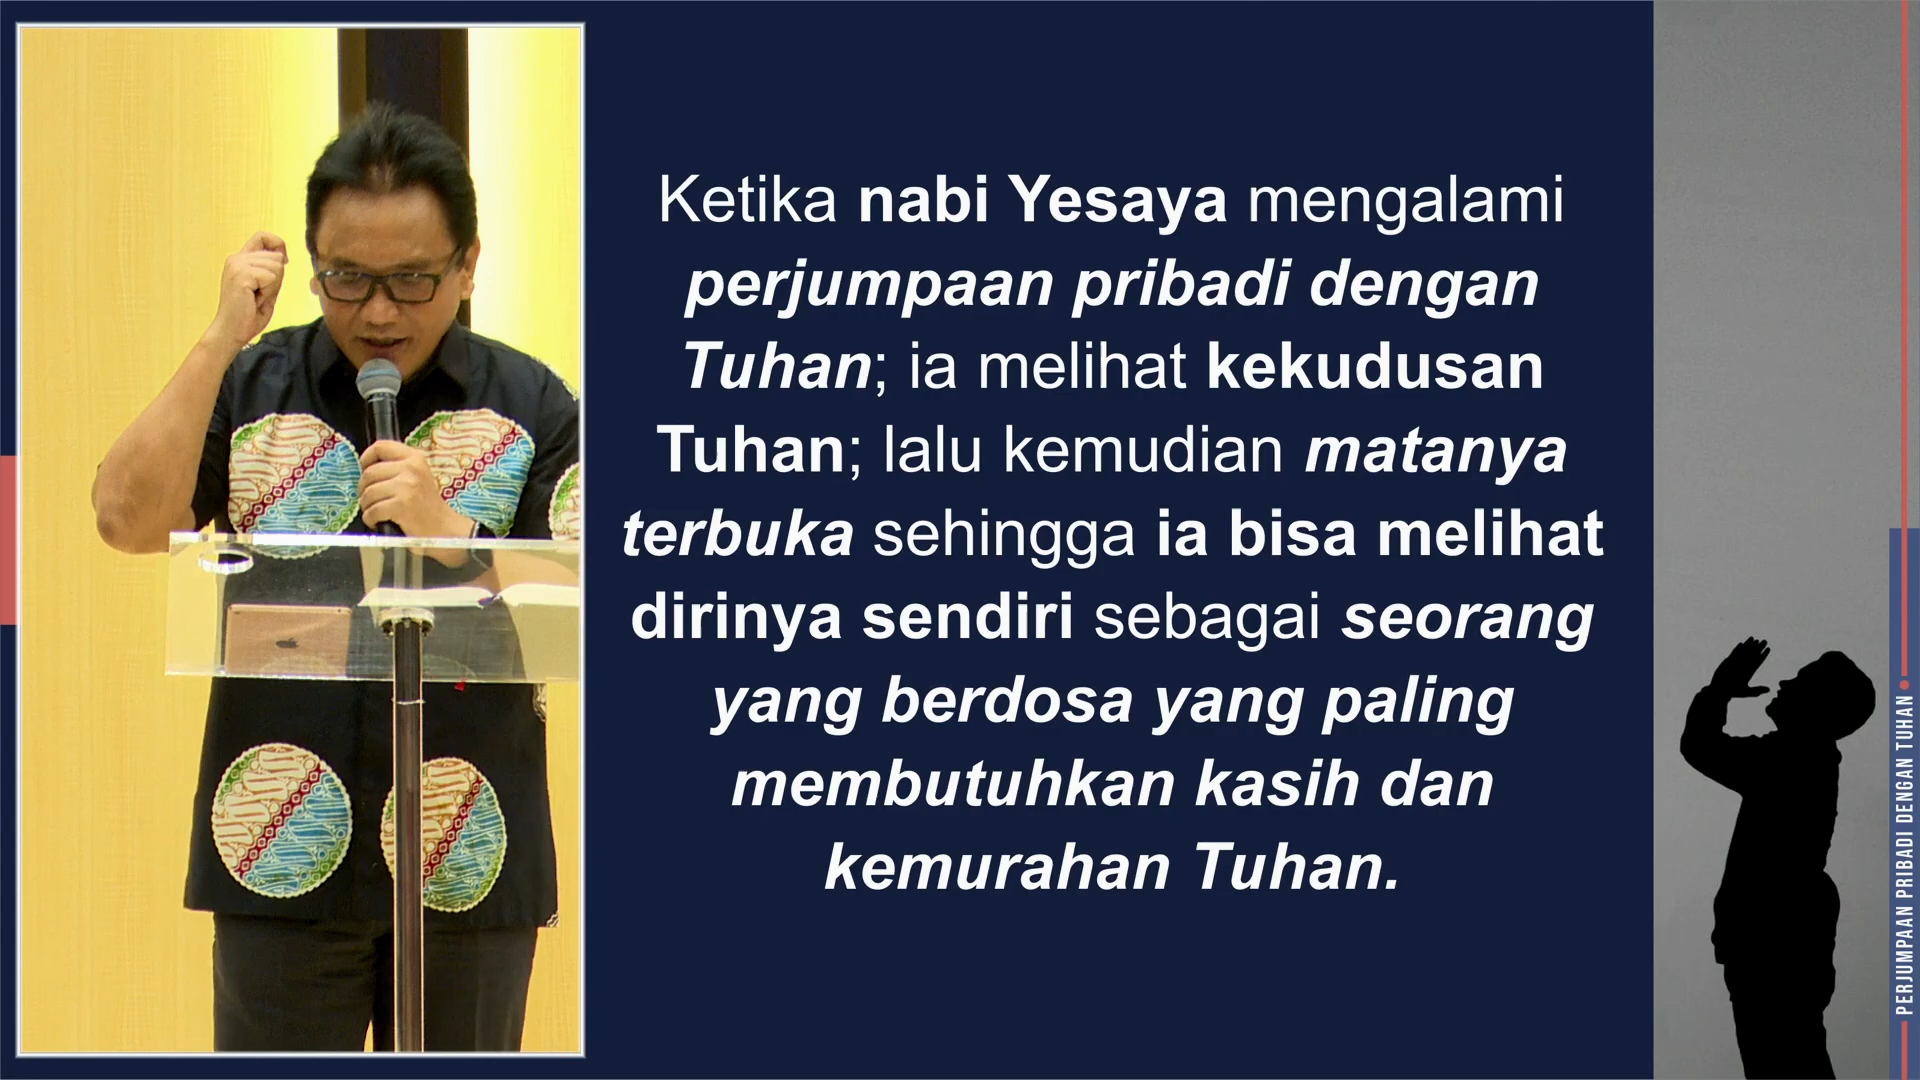 Ketika nabi Yesaya mengalami
perjumpaan pribadi dengan
Tuhan; ia melihat kekudusan
Tuhan; lalu kemudian matanya
terbuka sehingga ia bisa melihat
dirinya sendiri sebagai seorang
yang berdosa yang paling
membutuhkan kasih dan
kemurahan Tuhan.
PERJUMPAAN PRIBADI DENGAN TUHAN